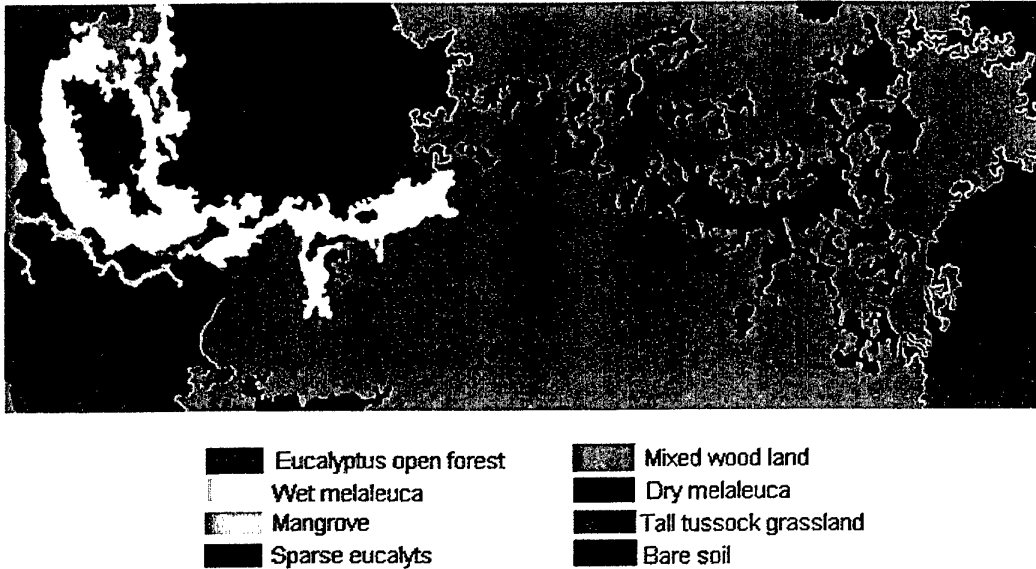 Eucalyptus open forest
Wet melaleuca
Mangrove
Sparse eucalyts
Mixed wood land
Dry melaleuca
Tall tussock grassland
Bare soil